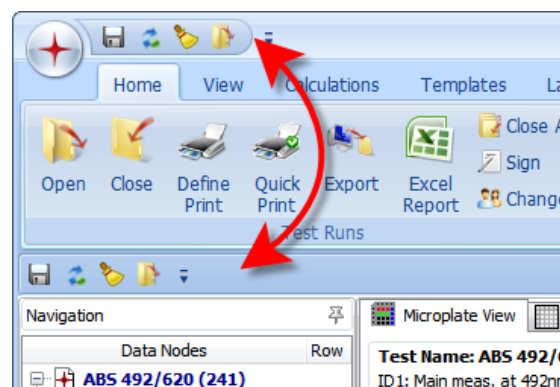 Home View Calculations Templates
Open Close Define Print Quick Print Export Excel Report
Close
Sign
Change
Test Runs
Navigation
Microplate View
Data Nodes Row
ABS 492/620 (241)
Test Name: ABS 492/
ID1: Main meas. at 492nm